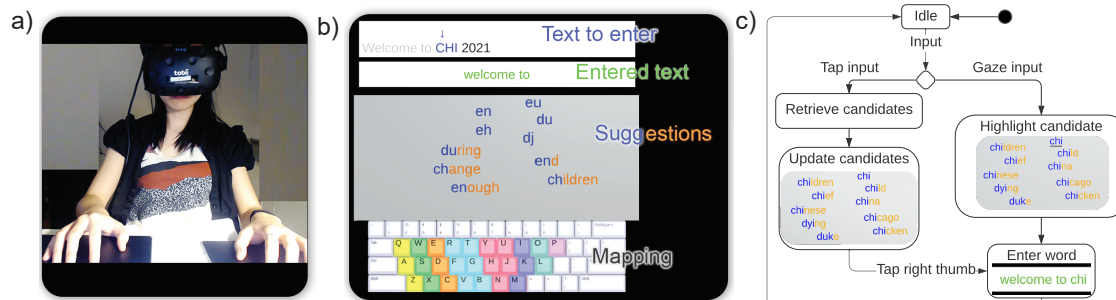 a)
htc
tobii
b)
↓
Welcome to CHI 2021
Text to enter
welcome to
Entered text
en
eu
eh
du
dj
Suggestions
during
change
end
enough
children
Q W E R T Y U I O P
A S D F G H J K L
Z X C V B N M
Mapping
c)
Idle
Input
Tap input
Gaze input
Retrieve candidates
Update candidates
children
chi
chief
child
chinese
china
dying
chicago
duke
chicken
Highlight candidate
children
chi
chief
child
chinese
china
dying
chicago
duke
chicken
Tap right thumb
Enter word
welcome to chi